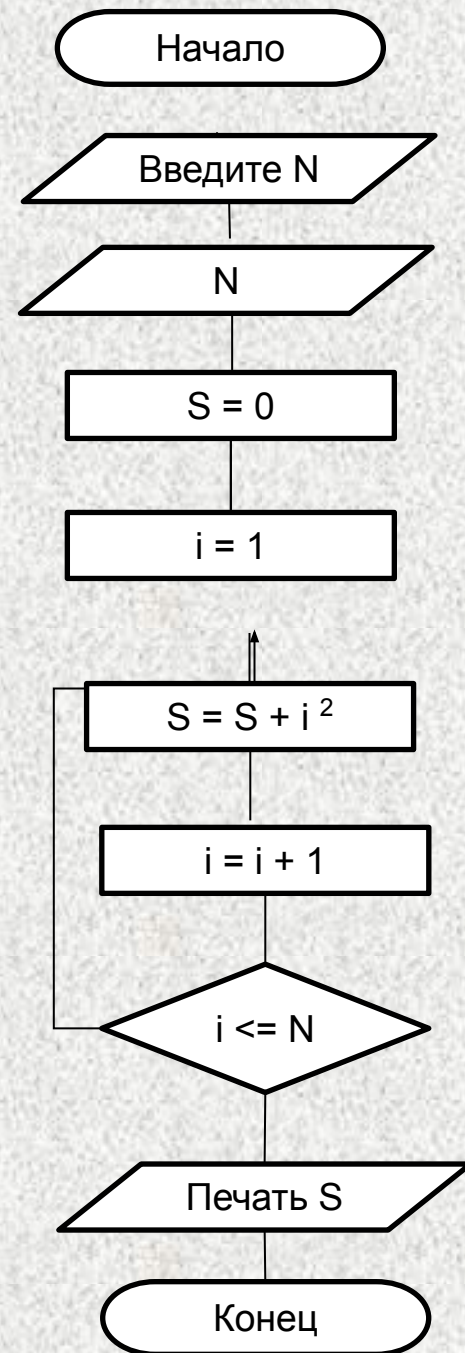 Начало
Введите N
N
S = 0
i = 1
S = S + i ²
i = i + 1
i <= N
Печать S
Конец